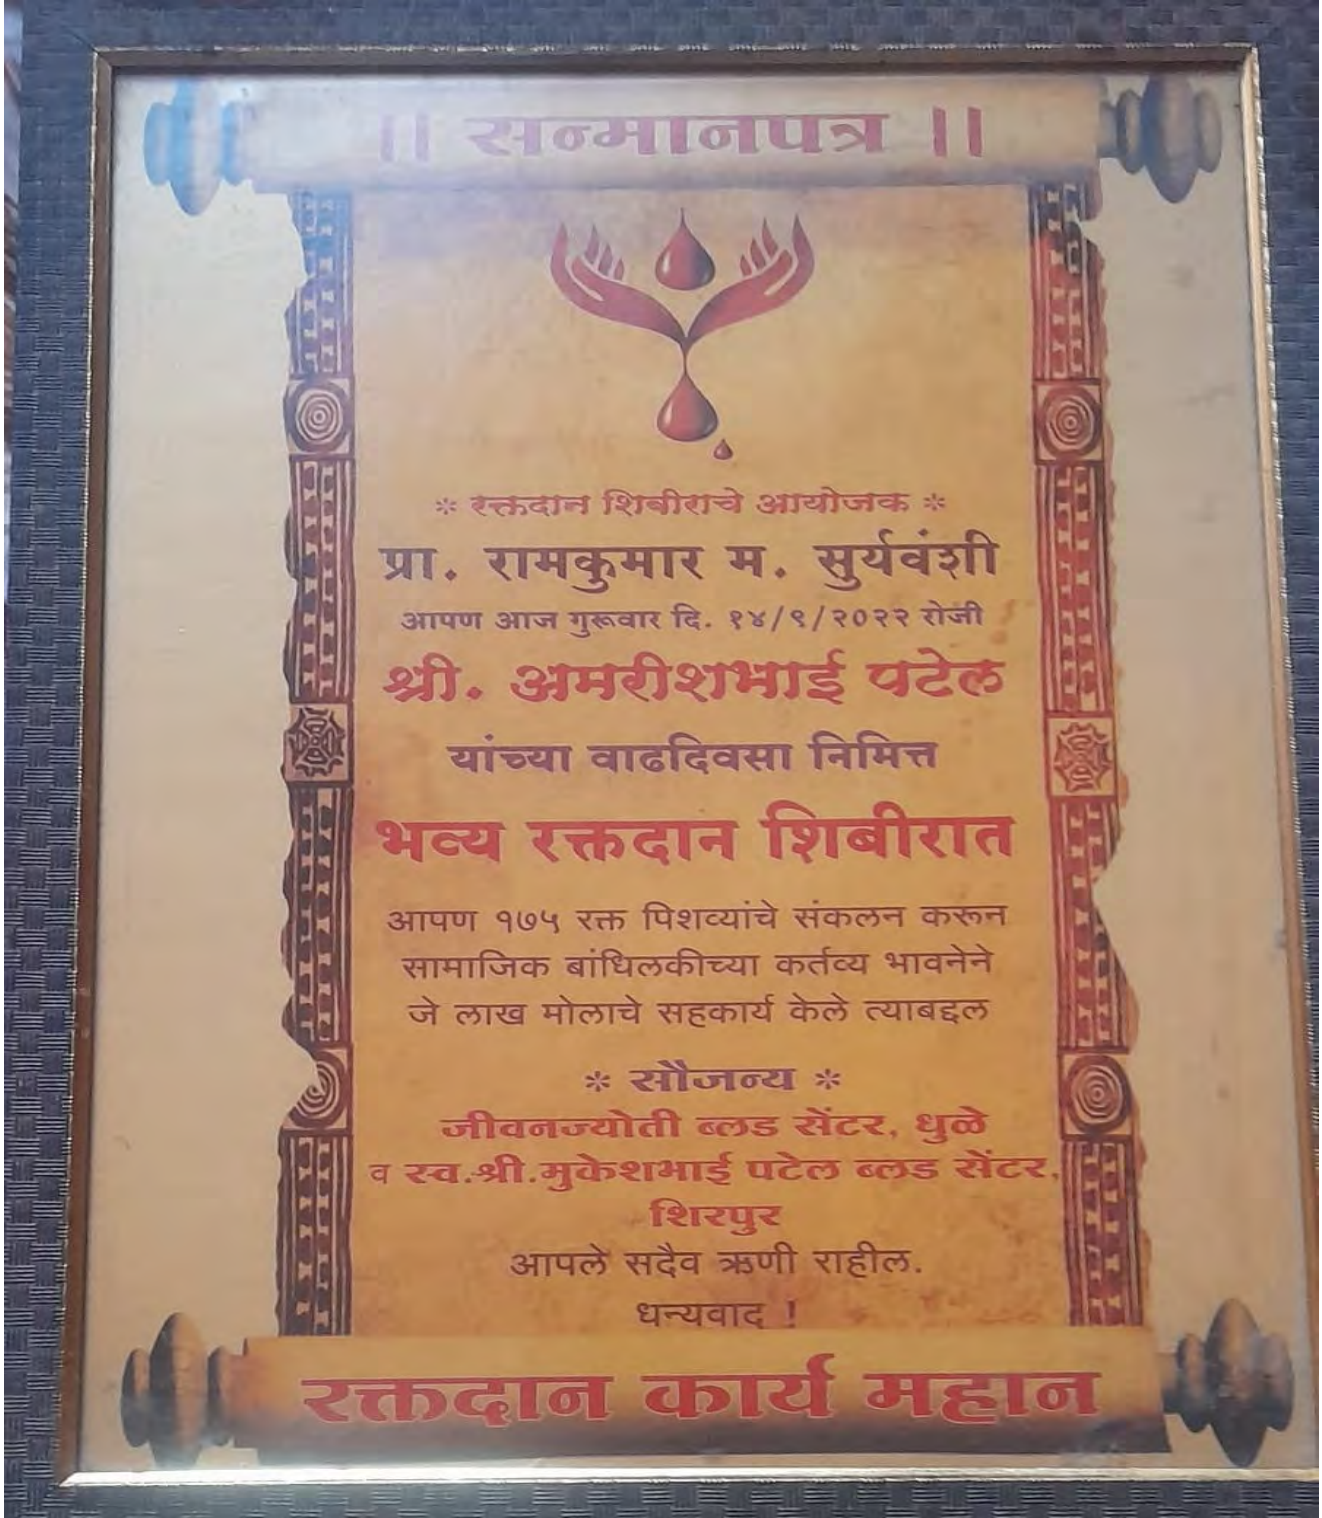 || सन्मानपत्र ||
* रक्तदान शिबीराचे आयोजक *
प्रा. रामकुमार म. सुर्यवंशी
आपण आज गुरूवार दि. १४/९/२०२२ रोजी
श्री. अमरीशभाई पटेल
यांच्या वाढदिवसा निमित्त
भव्य रक्तदान शिबीरात
आपण १७५ रक्त पिशव्यांचे संकलन करून
सामाजिक बांधिलकीच्या कर्तव्य भावनेने
जे लाख मोलाचे सहकार्य केले त्याबद्दल
* सौजन्य *
जीवनज्योती ब्लड सेंटर, धुळे
व स्व.श्री.मुकेशभाई पटेल ब्लड सेंटर,
शिरपुर
आपले सदैव ऋणी राहील.
धन्यवाद !
रक्तदान कार्य महान